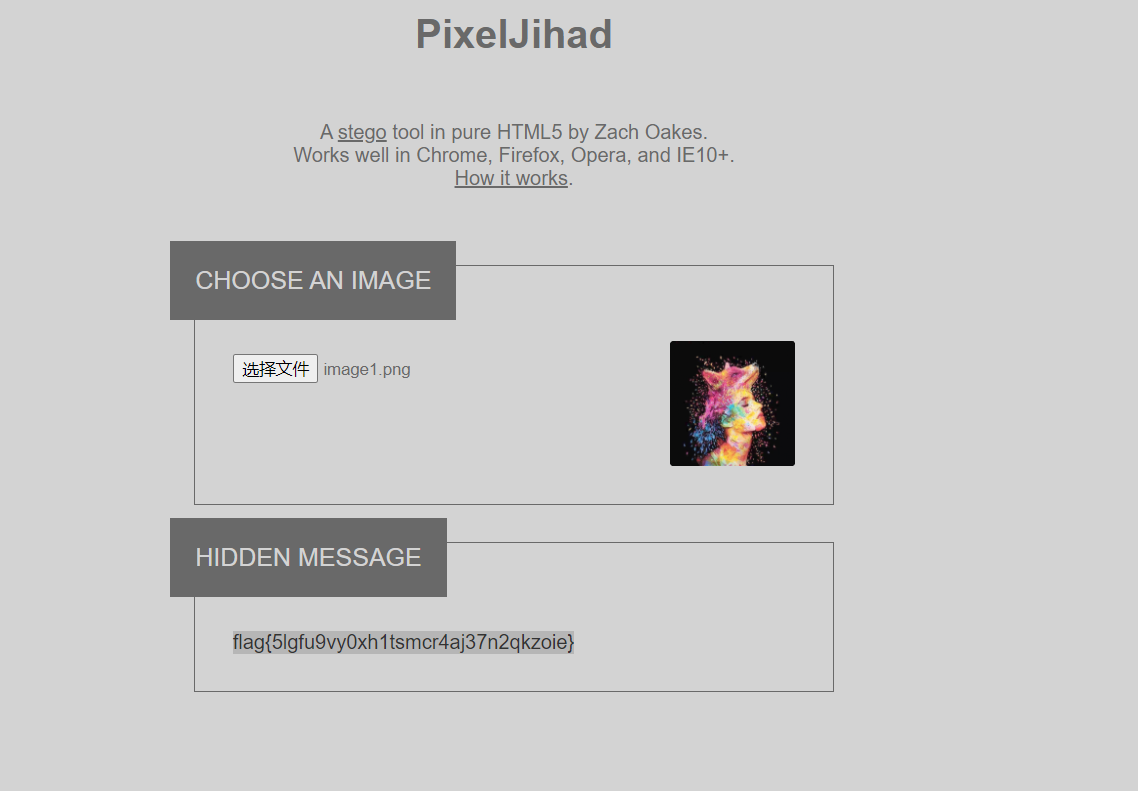 PixelJihad
A stego tool in pure HTML5 by Zach Oakes.
Works well in Chrome, Firefox, Opera, and IE10+.
How it works.
CHOOSE AN IMAGE
选择文件 image1.png
HIDDEN MESSAGE
flag{5lgfu9vy0xh1tsmcr4aj37n2qkzoie}